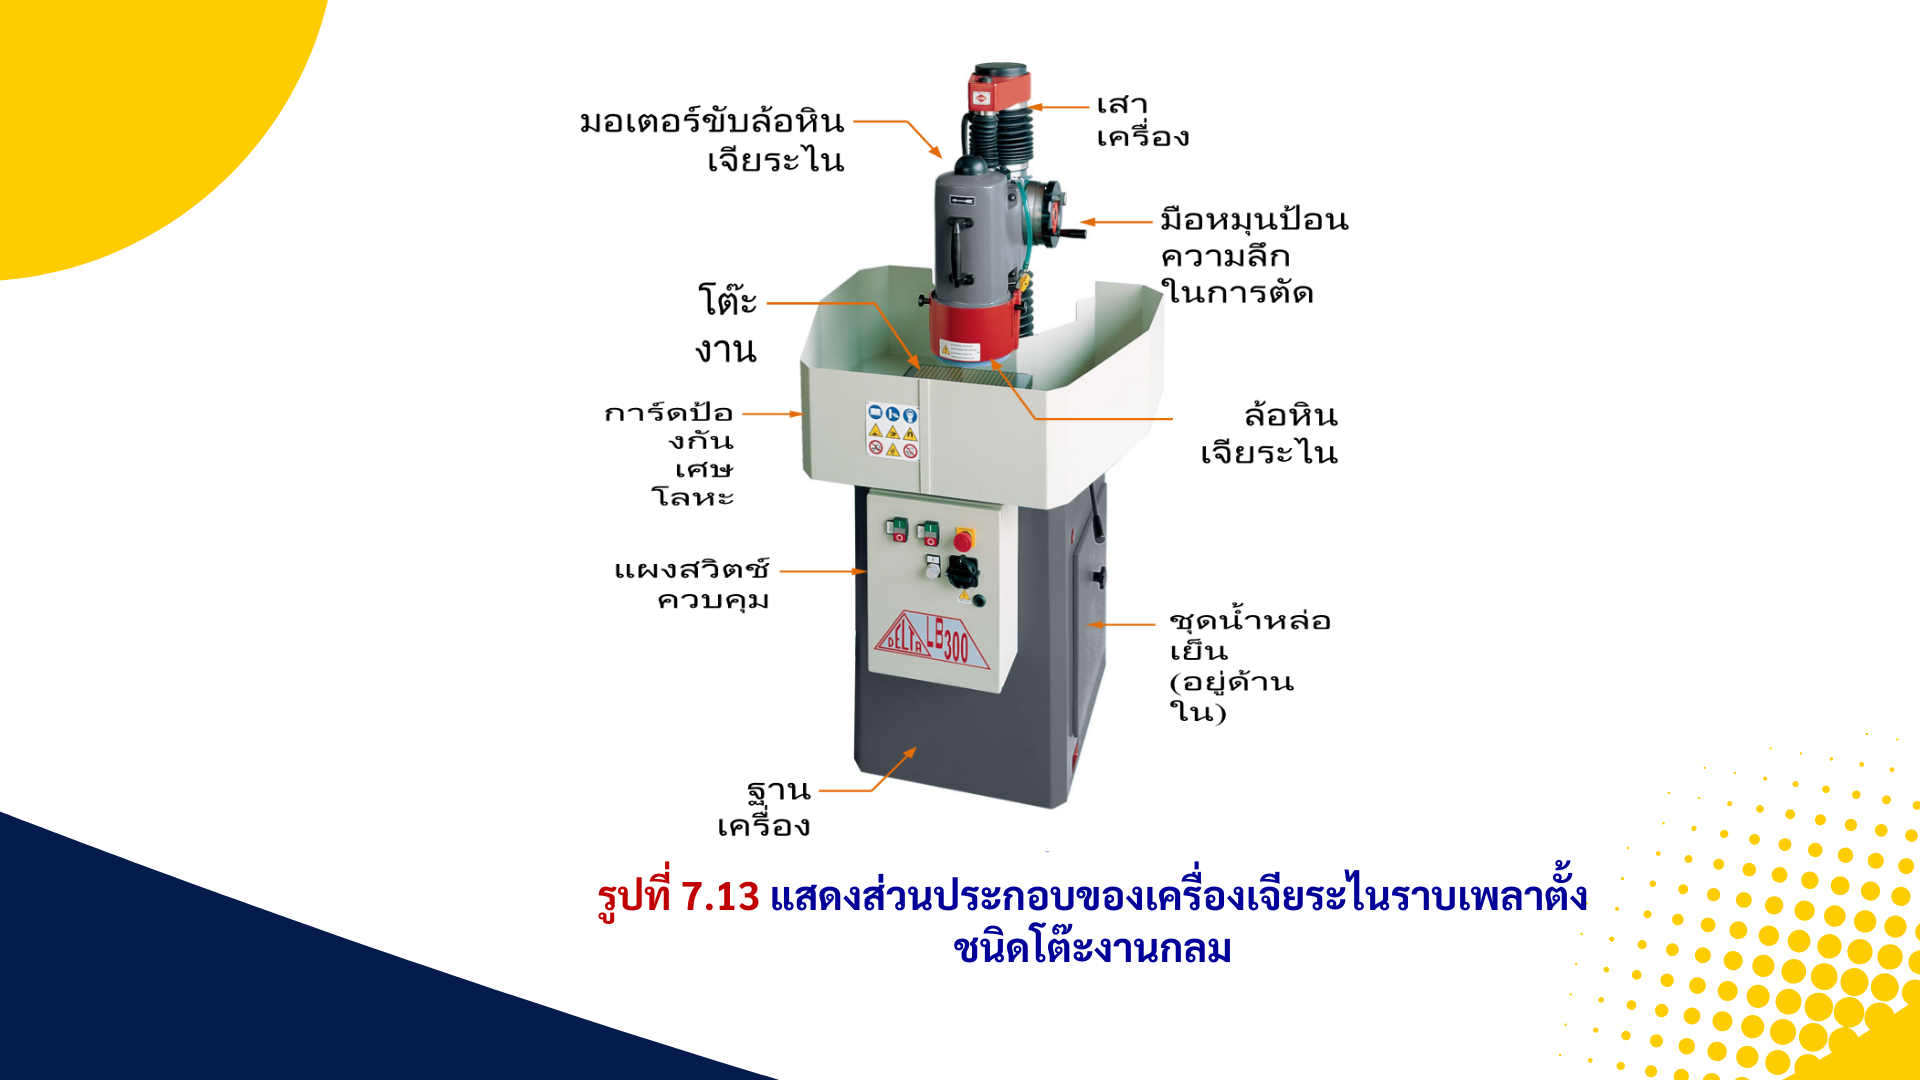 มอเตอร์ขับล้อหิน
เจียระไน
เสา
เครื่อง
มือหมุนป้อน
ความลึก
ในการตัด
โต๊ะ
งาน
การ์ดป้อ
งกัน
เศษ
โลหะ
ล้อหิน
เจียระไน
แผงสวิตช์
ควบคุม
DELTA LB300
ชุดน้ำหล่อ
เย็น
(อยู่ด้าน
ใน)
ฐาน
เครื่อง
รูปที่ 7.13 แสดงส่วนประกอบของเครื่องเจียระไนราบเพลาตั้ง
ชนิดโต๊ะงานกลม